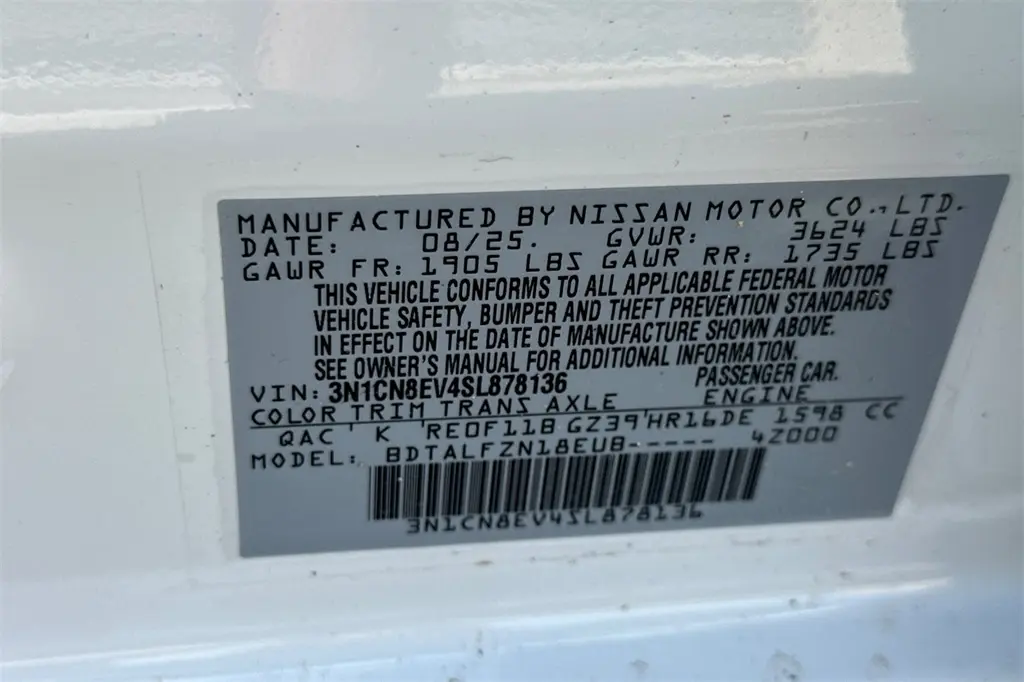 MANUFACTURED BY NISSAN MOTOR CO., LTD.
DATE: 08/25. GVWR: 3624 LBS
GAWR FR: 1905 LBS GAWR RR: 1735 LBS
THIS VEHICLE CONFORMS TO ALL APPLICABLE FEDERAL MOTOR
VEHICLE SAFETY, BUMPER AND THEFT PREVENTION STANDARDS
IN EFFECT ON THE DATE OF MANUFACTURE SHOWN ABOVE.
SEE OWNER'S MANUAL FOR ADDITIONAL INFORMATION.
VIN: 3N1CN8EV4SL878136 PASSENGER CAR.
COLOR TRIM TRANS AXLE ENGINE
QAC ' K 'RE0F11B GZ39'HR16DE 1598 CC
MODEL: BDTALFZN18EUB----- 4Z000
3N1CN8EV4SL878136